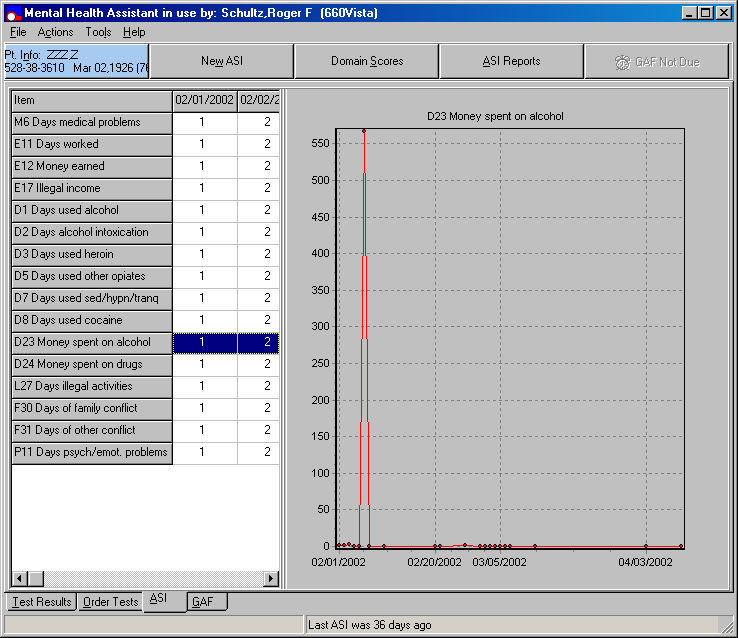 Mental Health Assistant in use by: Schultz,Roger F (660Vista)
File Actions Tools Help
Pt. Info: ZZZ Z
528-38-3610 Mar 02,1926 (76
New ASI
Domain Scores
ASI Reports
GAF Not Due
Item 02/01/2002 02/02/2
M6 Days medical problems 1 2
E11 Days worked 1 2
E12 Money earned 1 2
E17 Illegal income 1 2
D1 Days used alcohol 1 2
D2 Days alcohol intoxication 1 2
D3 Days used heroin 1 2
D5 Days used other opiates 1 2
D7 Days used sed/hypn/tranq 1 2
D8 Days used cocaine 1 2
D23 Money spent on alcohol 1 2
D24 Money spent on drugs 1 2
L27 Days illegal activities 1 2
F30 Days of family conflict 1 2
F31 Days of other conflict 1 2
P11 Days psych/emot. problems 1 2
D23 Money spent on alcohol
550
500
450
400
350
300
250
200
150
100
50
0
02/01/2002 02/20/2002 03/05/2002 04/03/2002
Test Results Order Tests ASI GAF
Last ASI was 36 days ago